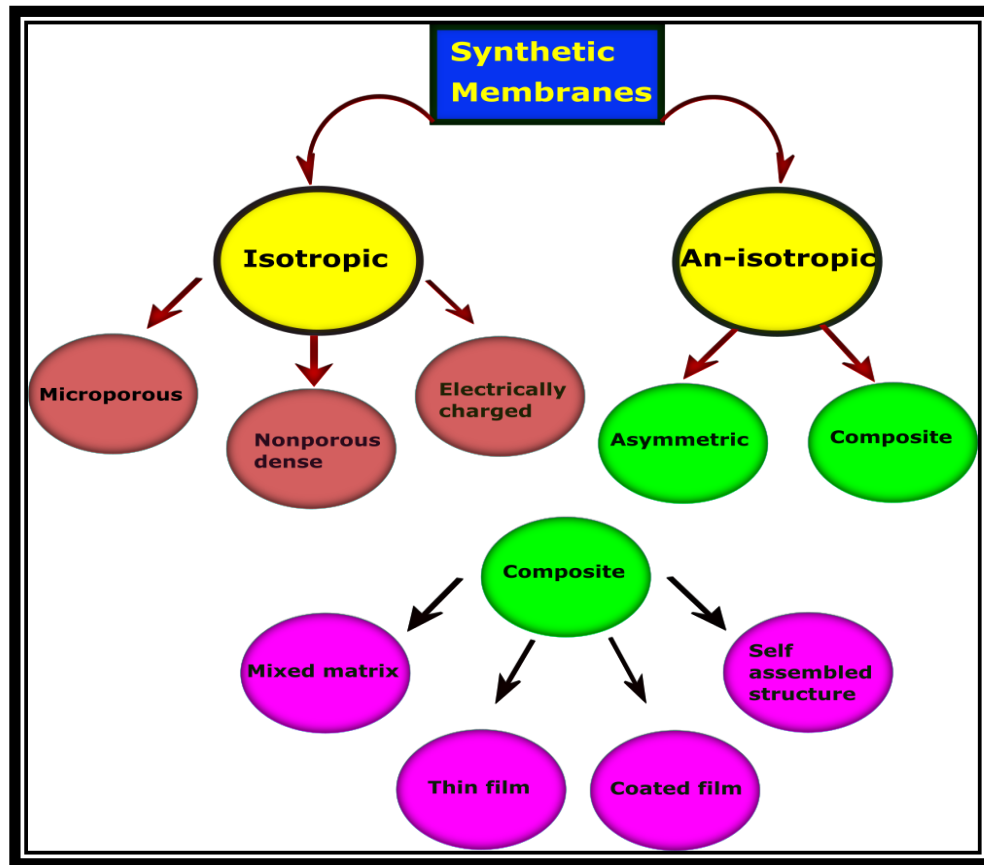 Synthetic
Membranes
Isotropic
An-isotropic
Microporous
Nonporous
dense
Electrically
charged
Asymmetric
Composite
Composite
Mixed matrix
Thin film
Coated film
Self
assembled
structure